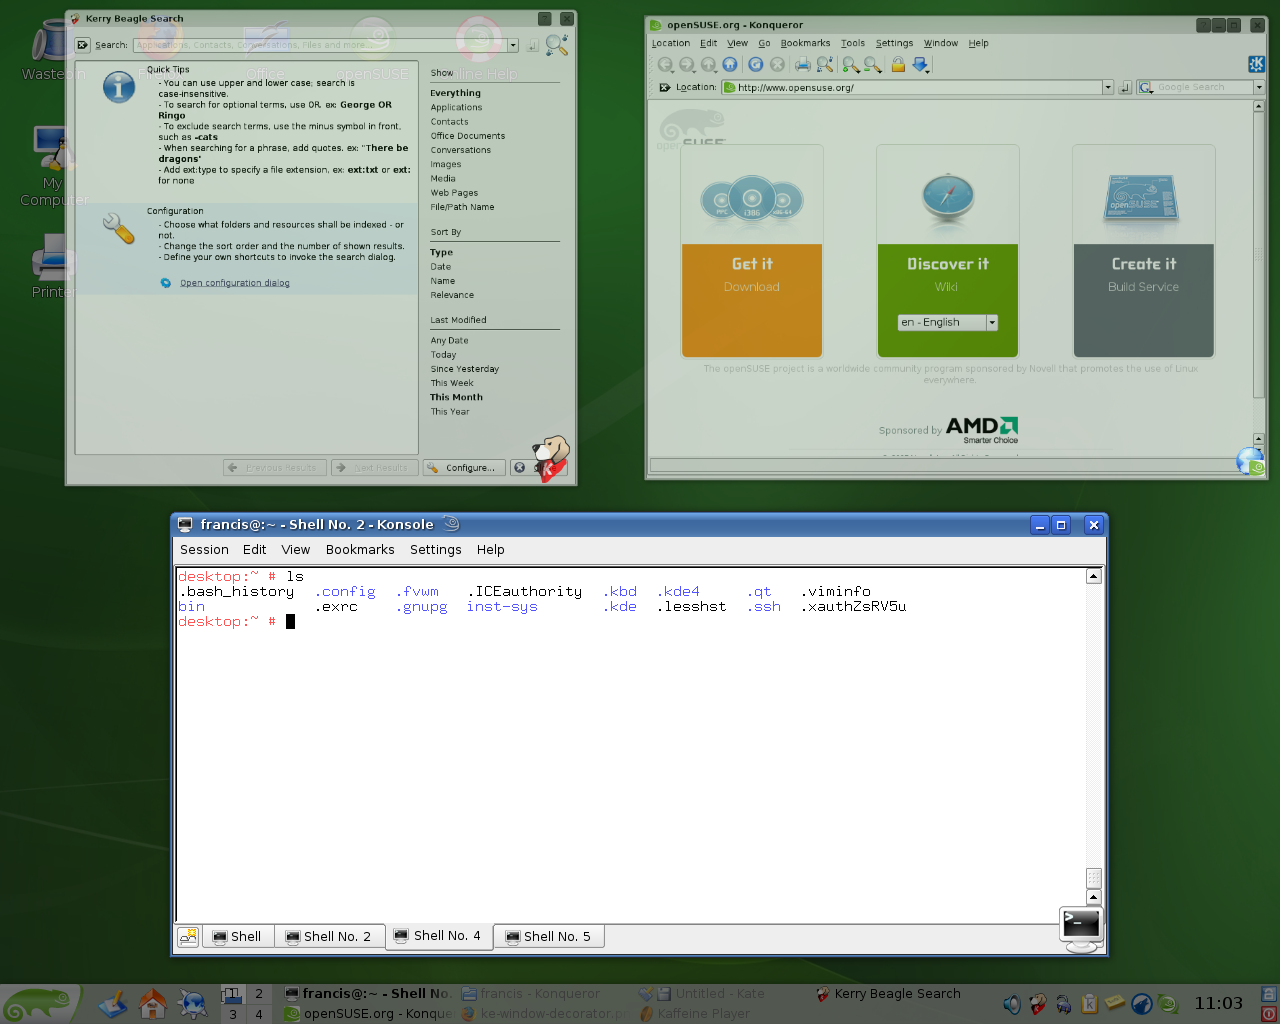 Kerry Beagle Search
Search: Applications, Contacts, Conversations, Files and more...
Wastebin
Office
openSUSE
Online Help
My
Computer
Printer
Quick Tips
- You can use upper and lower case; search is
case-insensitive.
- To search for optional terms, use OR. ex: George OR
Ringo
- To exclude search terms, use the minus symbol in front,
such as -cats
- When searching for a phrase, add quotes. ex: "There be
dragons"
- Add ext:type to specify a file extension, ex: ext:txt or ext:
for none
Configuration
- Choose what folders and resources shall be indexed - or
not.
- Change the sort order and the number of shown results.
- Define your own shortcuts to invoke the search dialog.
Open configuration dialog
Show
Everything
Applications
Contacts
Office Documents
Conversations
Images
Media
Web Pages
File/Path Name
Sort By
Type
Date
Name
Relevance
Last Modified
Any Date
Today
Since Yesterday
This Week
This Month
This Year
Previous Results
Next Results
Configure...
openSUSE.org - Konqueror
Location Edit View Go Bookmarks Tools Settings Window Help
Location: http://www.opensuse.org/
Google Search
openSUSE
PPC i386 x86-64
openSUSE
Get it
Download
Discover it
Wiki
en - English
Create it
Build Service
The openSUSE project is a worldwide community program sponsored by Novell that promotes the use of Linux
everywhere.
Sponsored by AMD
Smarter Choice
francis@:~ - Shell No. 2 - Konsole
Session Edit View Bookmarks Settings Help
desktop:~ # ls
.bash_history .config .fvwm .ICEauthority .kbd .kde4 .qt .viminfo
bin .exrc .gnupg inst-sys .kde .lesshst .ssh .xauthZsRV5u
desktop:~ #
Shell
Shell No. 2
Shell No. 4
Shell No. 5
2
3 4
francis@:~ - Shell No.
francis - Konqueror
Untitled - Kate
Kerry Beagle Search
openSUSE.org - Konque
ke-window-decorator.p
Kaffeine Player
11:03